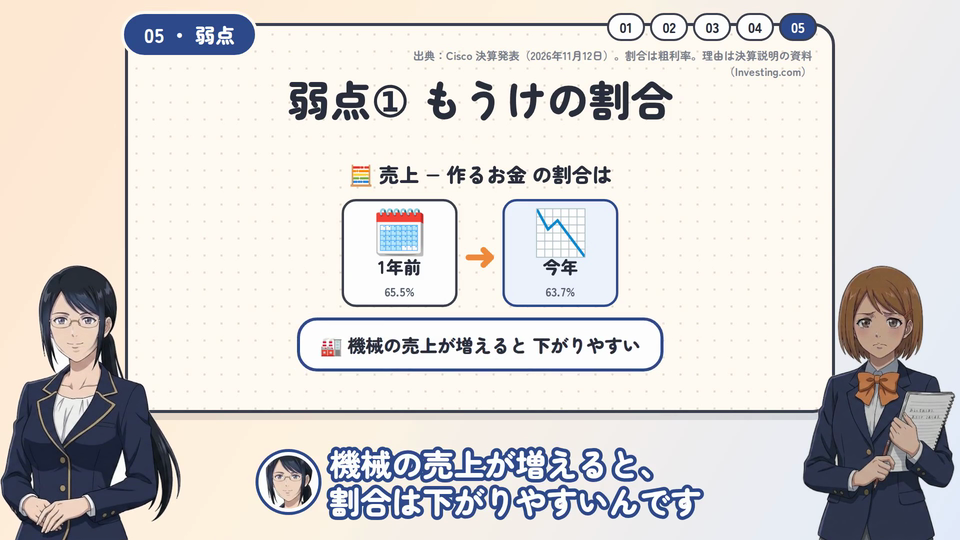 05 ・ 弱点
01 02 03 04 05
出典：Cisco 決算発表（2026年11月12日）。割合は粗利率。理由は決算説明の資料
（Investing.com）
弱点① もうけの割合
売上 − 作るお金 の割合は
1年前
65.5%
今年
63.7%
機械の売上が増えると 下がりやすい
機械の売上が増えると、
割合は下がりやすいんです